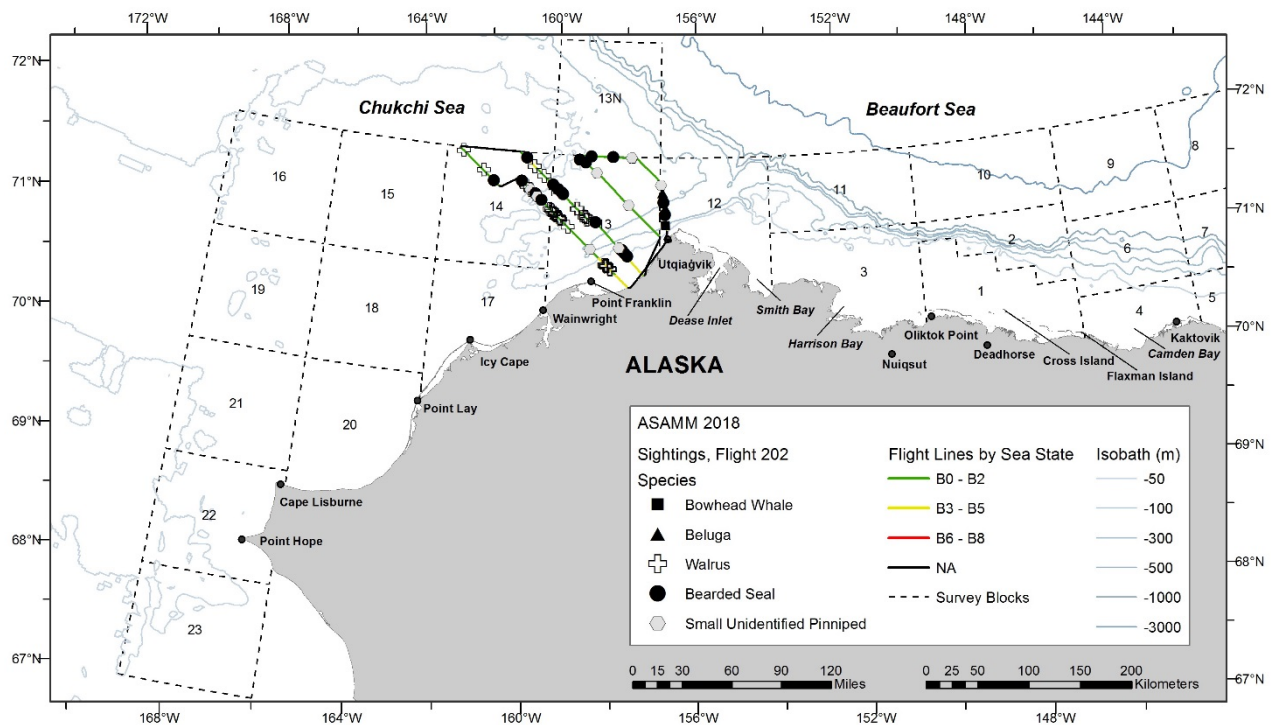 172°W 168°W 164°W 160°W 156°W 152°W 148°W 144°W
72°N 72°N
Chukchi Sea
Beaufort Sea
13N
9
8
16
10
71°N 71°N
15
11
14
12
13
7
2
6
Utqiaġvik
3
19
1
5
18
17
4
70°N 70°N
Point Franklin
Smith Bay
Dease Inlet
Wainwright
Oliktok Point
Kaktovik
Harrison Bay
Camden Bay
Deadhorse
Cross Island
Nuiqsut
Icy Cape
Flaxman Island
ALASKA
21
Point Lay
20
69°N 69°N
Cape Lisburne
22
Point Hope
68°N 68°N
23
67°N 67°N
ASAMM 2018
Sightings, Flight 202
Species
Bowhead Whale
Beluga
Walrus
Bearded Seal
Small Unidentified Pinniped
Flight Lines by Sea State
B0 - B2
B3 - B5
B6 - B8
NA
Survey Blocks
Isobath (m)
-50
-100
-300
-500
-1000
-3000
0 15 30 60 90 120
Miles
0 25 50 100 150 200
Kilometers
168°W 164°W 160°W 156°W 152°W 148°W